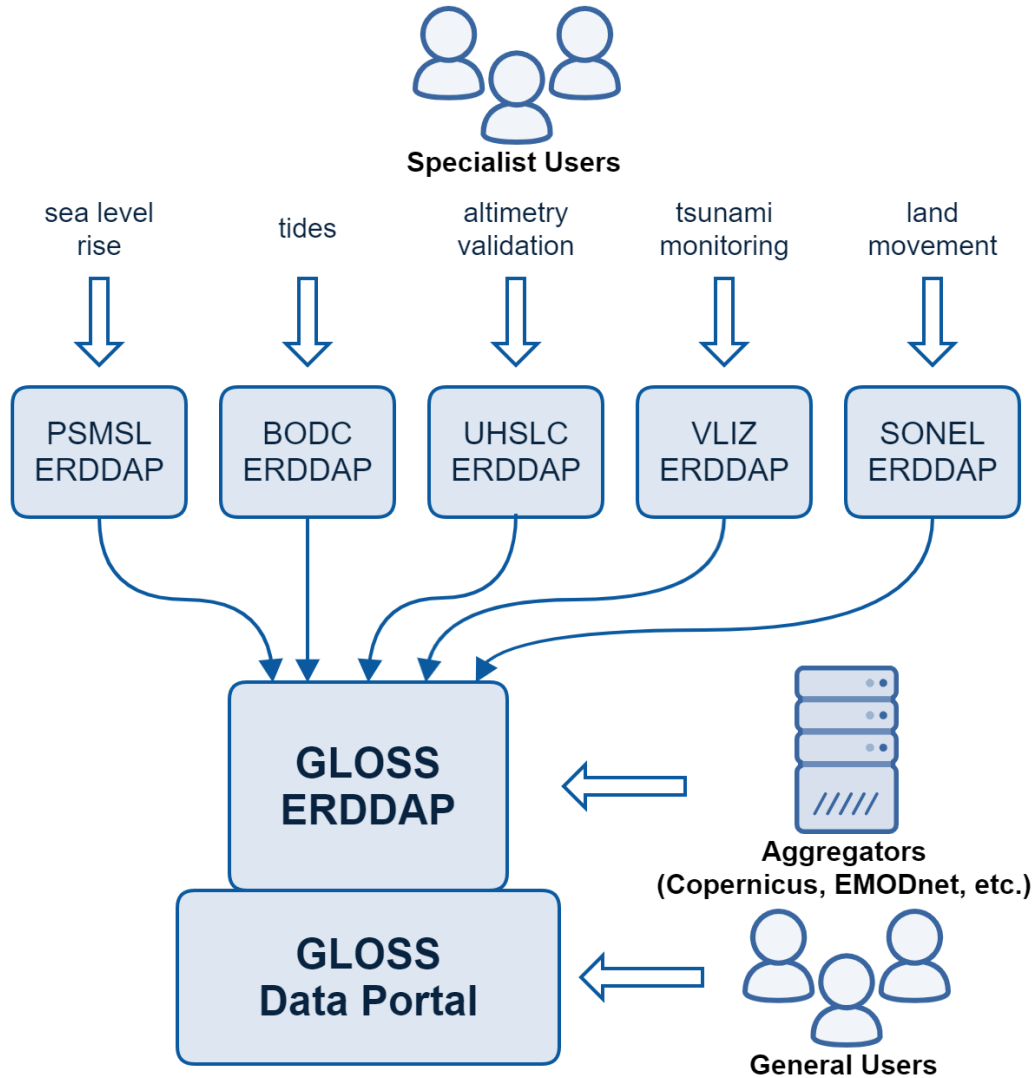 Specialist Users
sea level
rise
tides
altimetry
validation
tsunami
monitoring
land
movement
PSMSL
ERDDAP
BODC
ERDDAP
UHSLC
ERDDAP
VLIZ
ERDDAP
SONEL
ERDDAP
GLOSS
ERDDAP
Aggregators
(Copernicus, EMODnet, etc.)
GLOSS
Data Portal
General Users